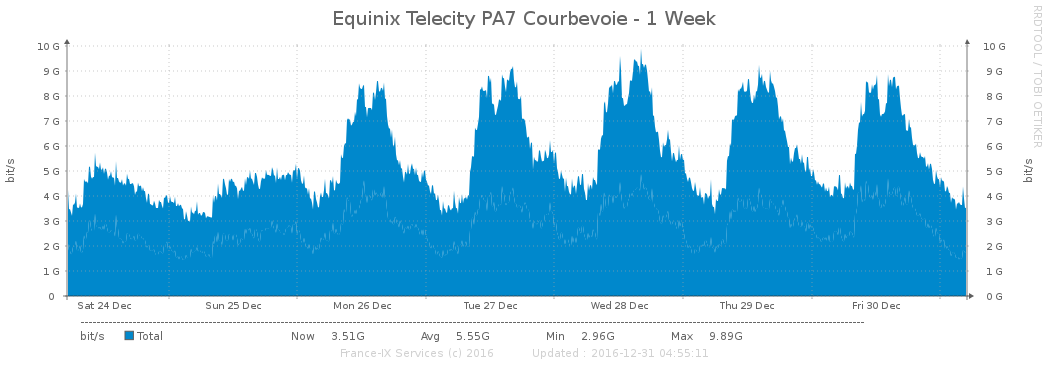 Equinix Telecity PA7 Courbevoie - 1 Week
RRDTOOL / TOBI OETIKER
bit/s
10 G
9 G
8 G
7 G
6 G
5 G
4 G
3 G
2 G
1 G
0
10 G
9 G
8 G
7 G
6 G
5 G
4 G
3 G
2 G
1 G
0 G
bit/s
Sat 24 Dec Sun 25 Dec Mon 26 Dec Tue 27 Dec Wed 28 Dec Thu 29 Dec Fri 30 Dec
bit/s Total Now 3.51G Avg 5.55G Min 2.96G Max 9.89G
France-IX Services (c) 2016 Updated : 2016-12-31 04:55:11